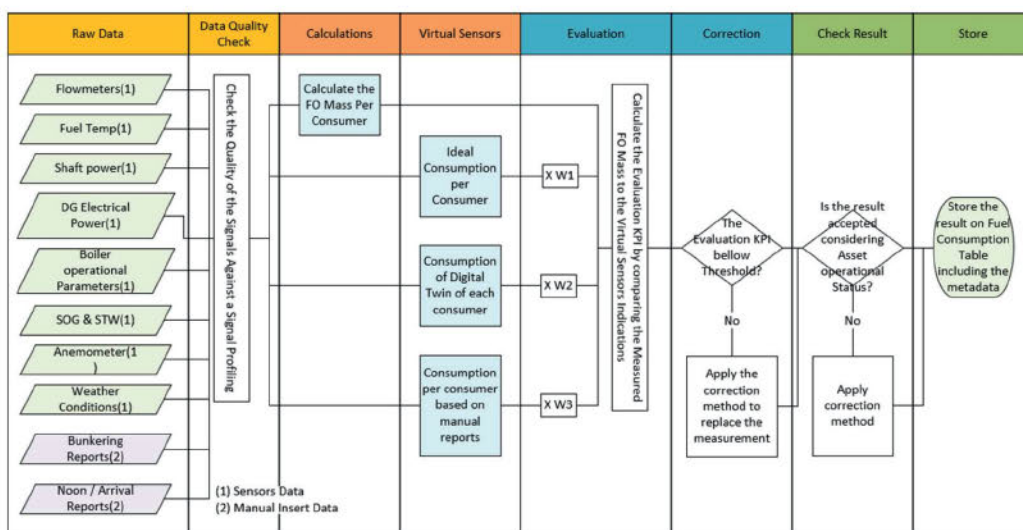 Raw Data
Data Quality
Check
Calculations
Virtual Sensors
Evaluation
Correction
Check Result
Store
Flowmeters(1)
Fuel Temp(1)
Shaft power(1)
DG Electrical
Power(1)
Boiler
operational
Parameters(1)
SOG & STW(1)
Anemometer(1
)
Weather
Conditions(1)
Bunkering
Reports(2)
Noon / Arrival
Reports(2)
Check the Quality of the Signals Against a Signal Profiling
(1) Sensors Data
(2) Manual Insert Data
Calculate the
FO Mass Per
Consumer
Ideal
Consumption
per
Consumer
Consumption
of Digital
Twin of each
consumer
Consumption
per consumer
based on
manual
reports
X W1
X W2
X W3
Calculate the Evaluation KPI by comparing the Measured
FO Mass to the Virtual Sensors Indications
The
Evaluation KPI
bellow
Threshold?
No
Apply the
correction
method to
replace the
measurement
Is the result
accepted
considering
Asset
operational
Status?
No
Apply
correction
method
Store the
result on Fuel
Consumption
Table
including the
metadata